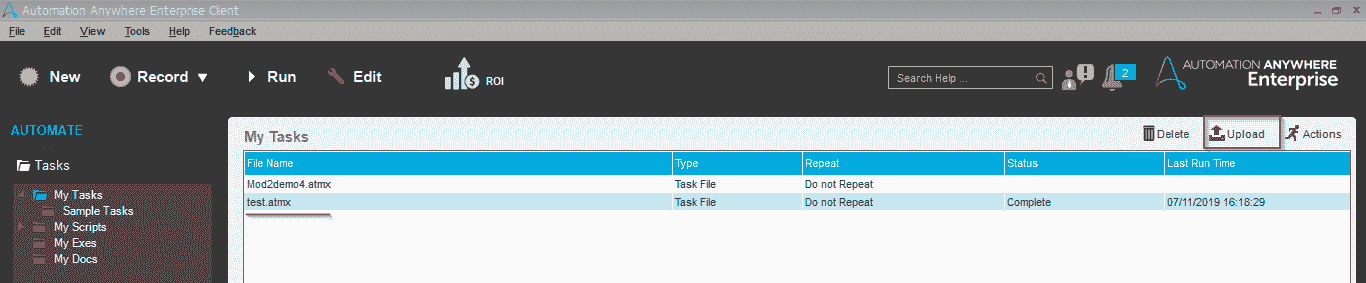 Automation Anywhere Enterprise Client
File Edit View Tools Help Feedback
New Record Run Edit ROI Search Help ... 2 AUTOMATION ANYWHERE
Enterprise
AUTOMATE
Tasks
My Tasks
Sample Tasks
My Scripts
My Exes
My Docs
My Tasks Delete Upload Actions
File Name Type Repeat Status Last Run Time
Mod2demo4.atmx Task File Do not Repeat
test.atmx Task File Do not Repeat Complete 07/11/2019 16:18:29